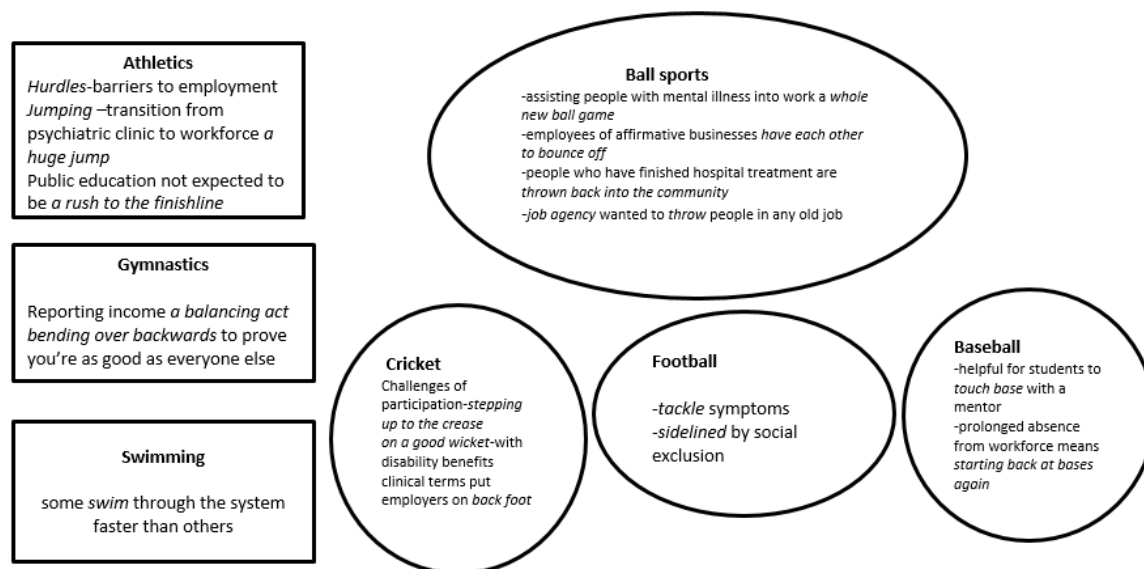 Athletics
Hurdles-barriers to employment
Jumping –transition from
psychiatric clinic to workforce a
huge jump
Public education not expected to
be a rush to the finishline
Ball sports
-assisting people with mental illness into work a whole
new ball game
-employees of affirmative businesses have each other
to bounce off
-people who have finished hospital treatment are
thrown back into the community
-job agency wanted to throw people in any old job
Gymnastics
Reporting income a balancing act
bending over backwards to prove
you're as good as everyone else
Swimming
some swim through the system
faster than others
Cricket
Challenges of
participation-stepping
up to the crease
on a good wicket-with
disability benefits
clinical terms put
employers on back foot
Football
-tackle symptoms
-sidelined by social
exclusion
Baseball
-helpful for students to
touch base with a
mentor
-prolonged absence
from workforce means
starting back at bases
again